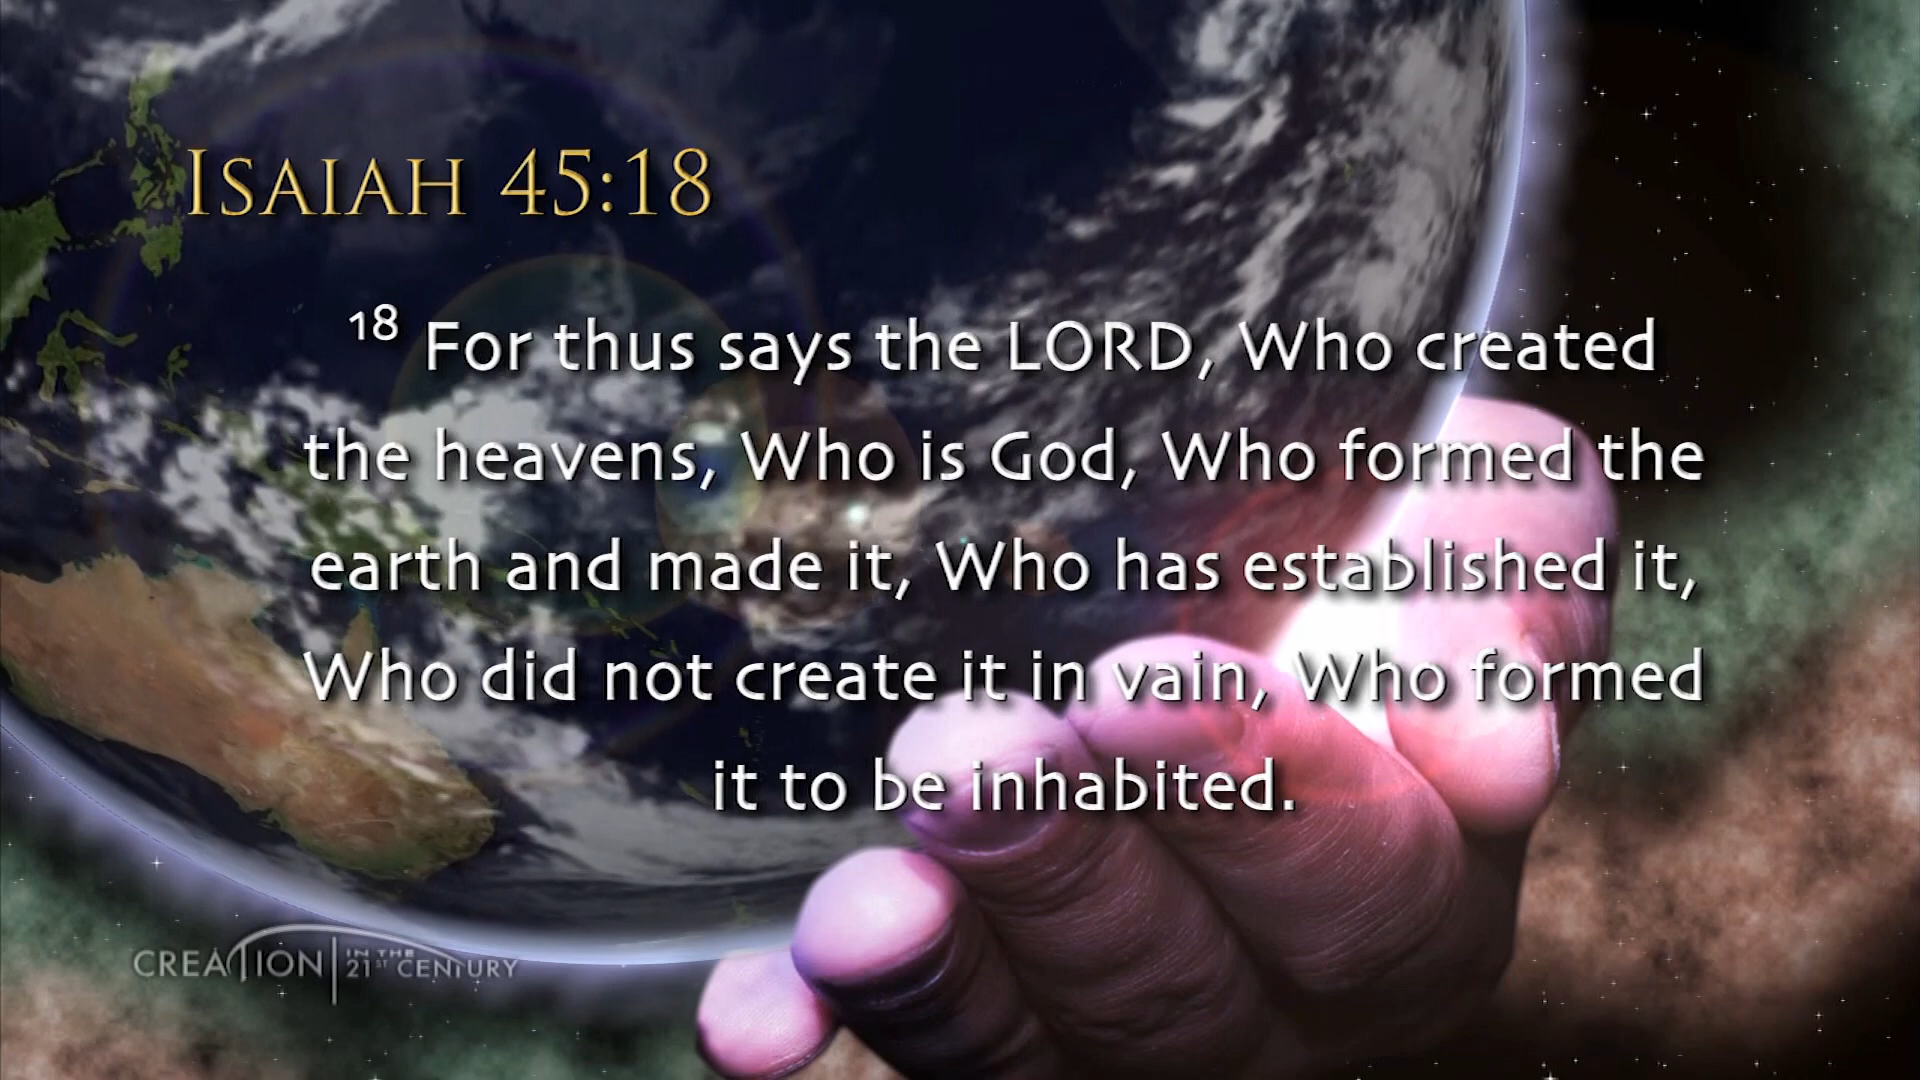 ISAIAH 45:18
18 For thus says the LORD, Who created
the heavens, Who is God, Who formed the
earth and made it, Who has established it,
Who did not create it in vain, Who formed
it to be inhabited.
CREATION IN THE 21ST CENTURY